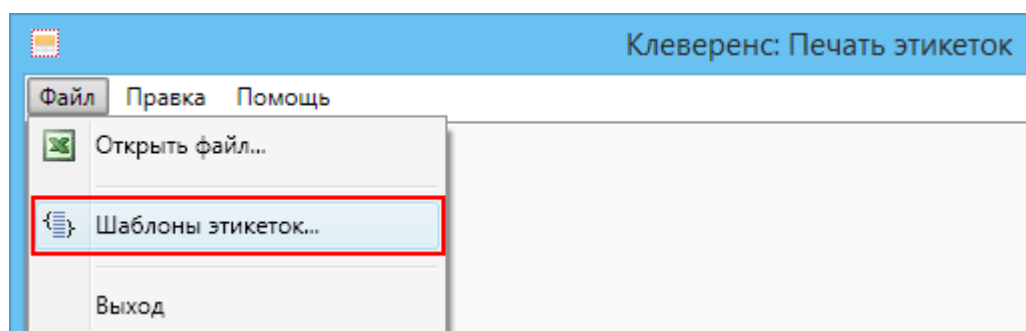 Клеверенс: Печать этикеток
Файл Правка Помощь
Открыть файл...
Шаблоны этикеток...
Выход